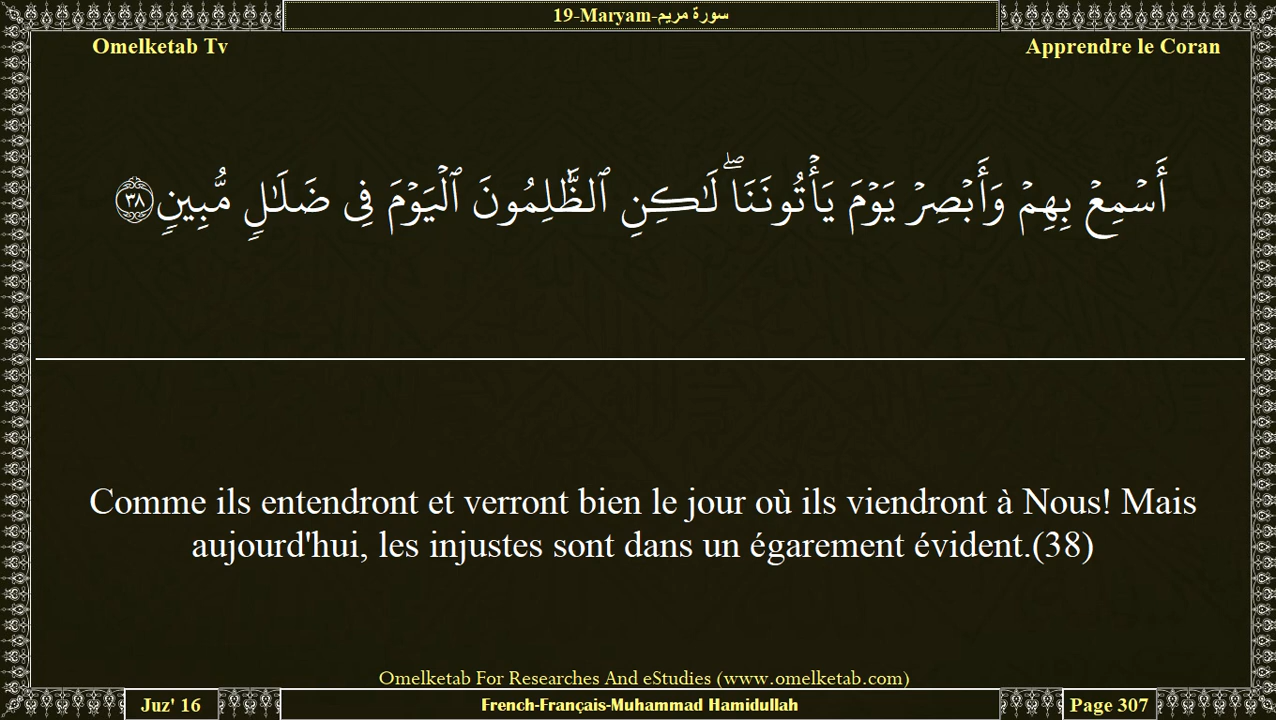 19-Maryam-سورة مريم
Omelketab Tv
Apprendre le Coran
أَسۡمِعۡ بِهِمۡ وَأَبۡصِرۡ يَوۡمَ يَأۡتُونَنَا ۖ لَٰكِنِ ٱلظَّٰلِمُونَ ٱلۡيَوۡمَ فِى ضَلَٰلٖ مُّبِينٖ ٣٨
Comme ils entendront et verront bien le jour où ils viendront à Nous! Mais
aujourd'hui, les injustes sont dans un égarement évident.(38)
Omelketab For Researches And eStudies (www.omelketab.com)
Juz' 16
French-Français-Muhammad Hamidullah
Page 307